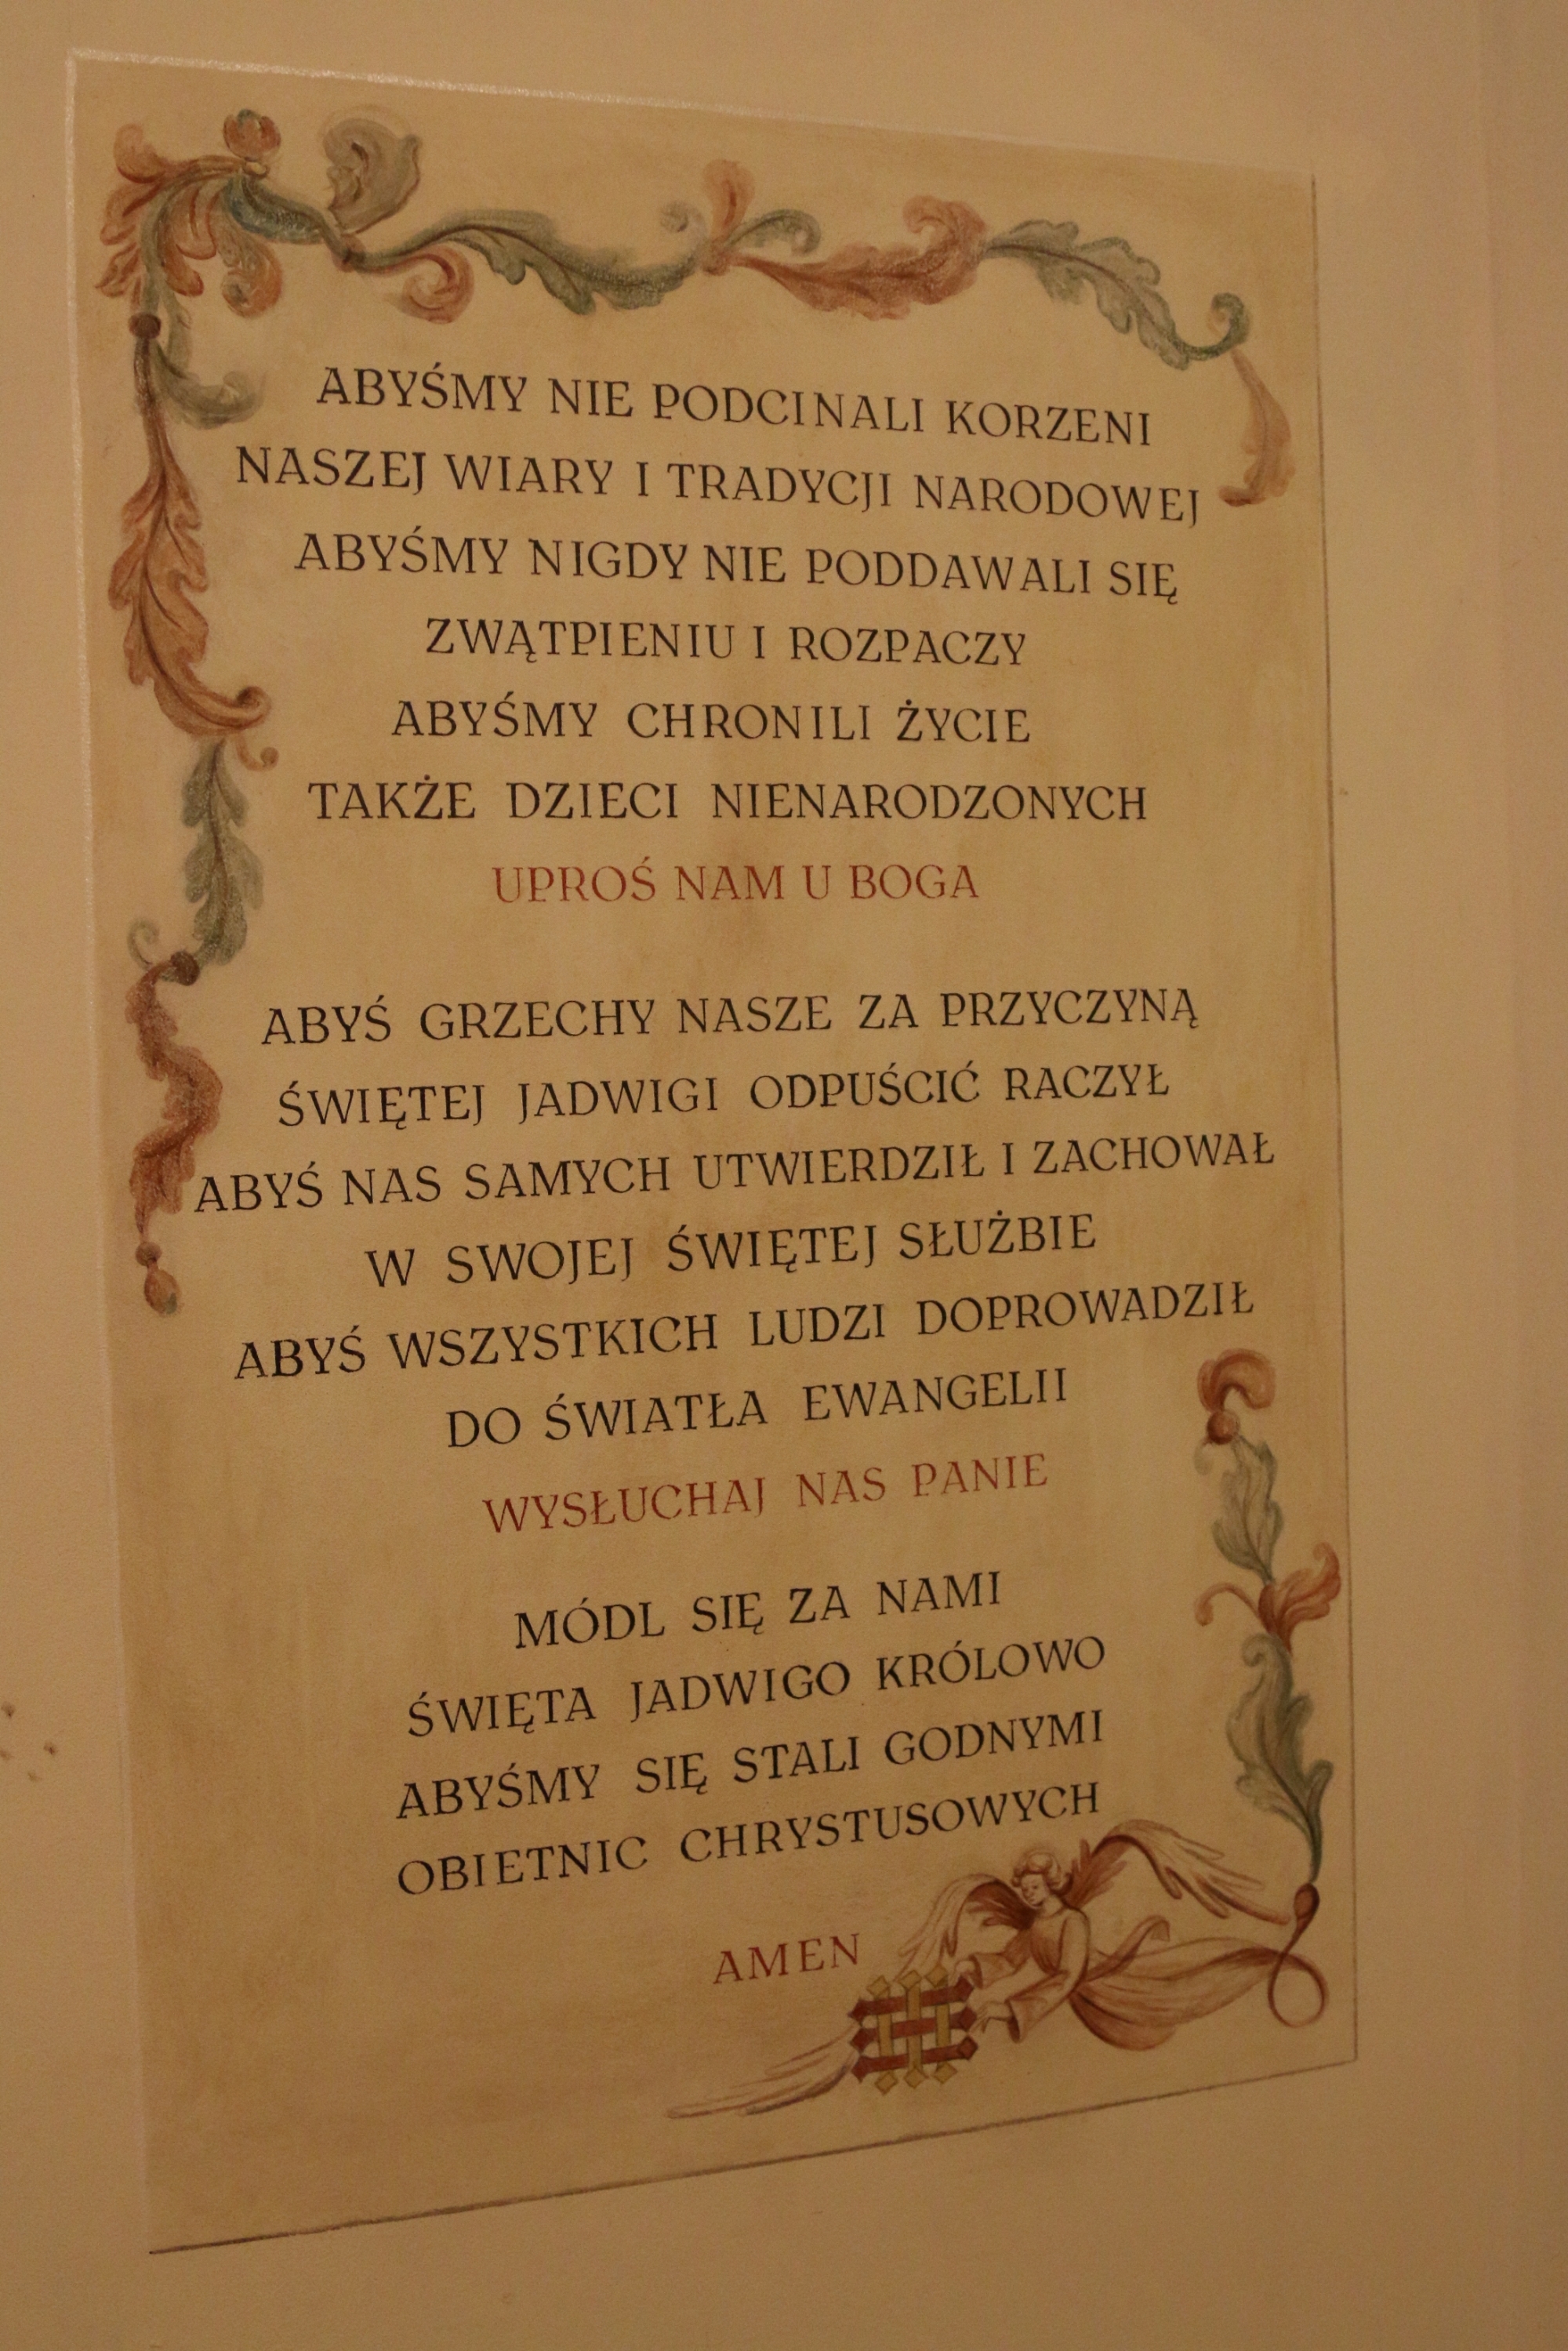 ABYŚMY NIE PODCINALI KORZENI
NASZEJ WIARY I TRADYCJI NARODOWEJ
ABYŚMY NIGDY NIE PODDAWALI SIĘ
ZWĄTPIENIU I ROZPACZY
ABYŚMY CHRONILI ŻYCIE
TAKŻE DZIECI NIENARODZONYCH
UPROŚ NAM U BOGA
ABYŚ GRZECHY NASZE ZA PRZYCZYNĄ
ŚWIĘTEJ JADWIGI ODPUŚCIĆ RACZYŁ
ABYŚ NAS SAMYCH UTWIERDZIŁ I ZACHOWAŁ
W SWOJEJ ŚWIĘTEJ SŁUŻBIE
ABYŚ WSZYSTKICH LUDZI DOPROWADZIŁ
DO ŚWIATŁA EWANGELII
WYSŁUCHAJ NAS PANIE
MÓDL SIĘ ZA NAMI
ŚWIĘTA JADWIGO KRÓLOWO
ABYŚMY SIĘ STALI GODNYMI
OBIETNIC CHRYSTUSOWYCH
AMEN